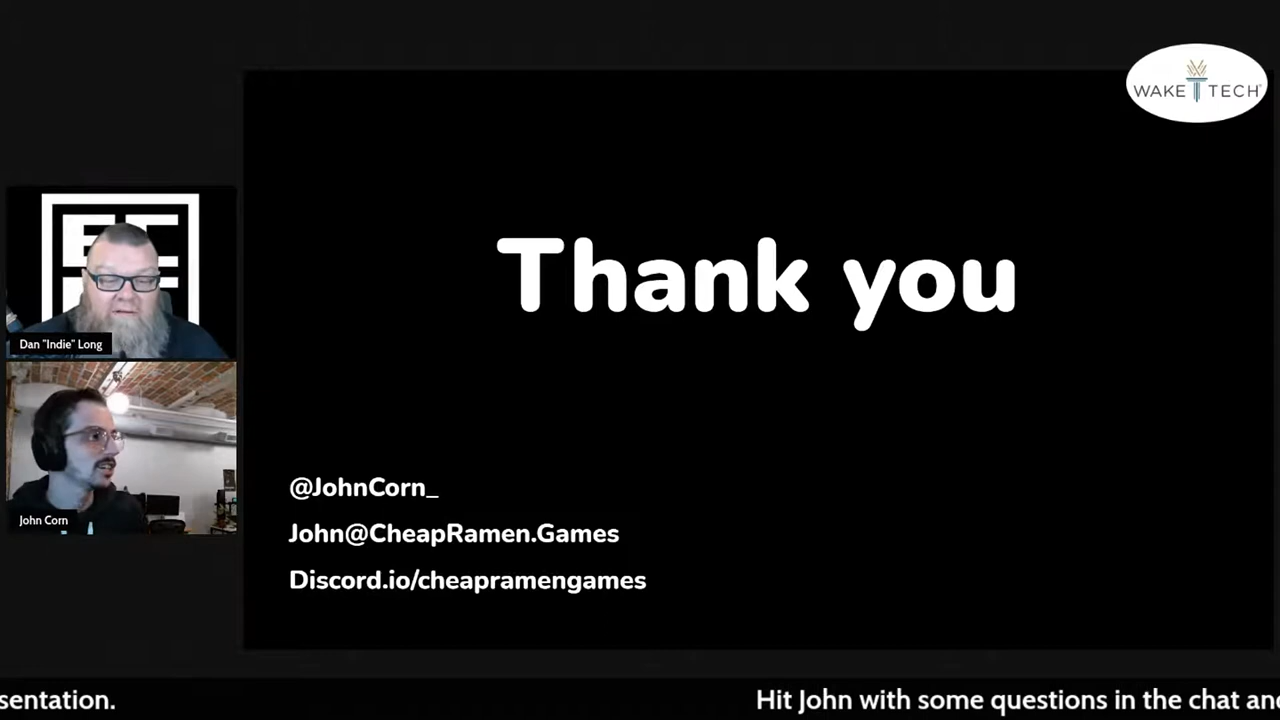 WAKE TECH
Thank you
Dan "Indie" Long
John Corn
@JohnCorn_
John@CheapRamen.Games
Discord.io/cheapramengames
sentation.
Hit John with some questions in the chat and